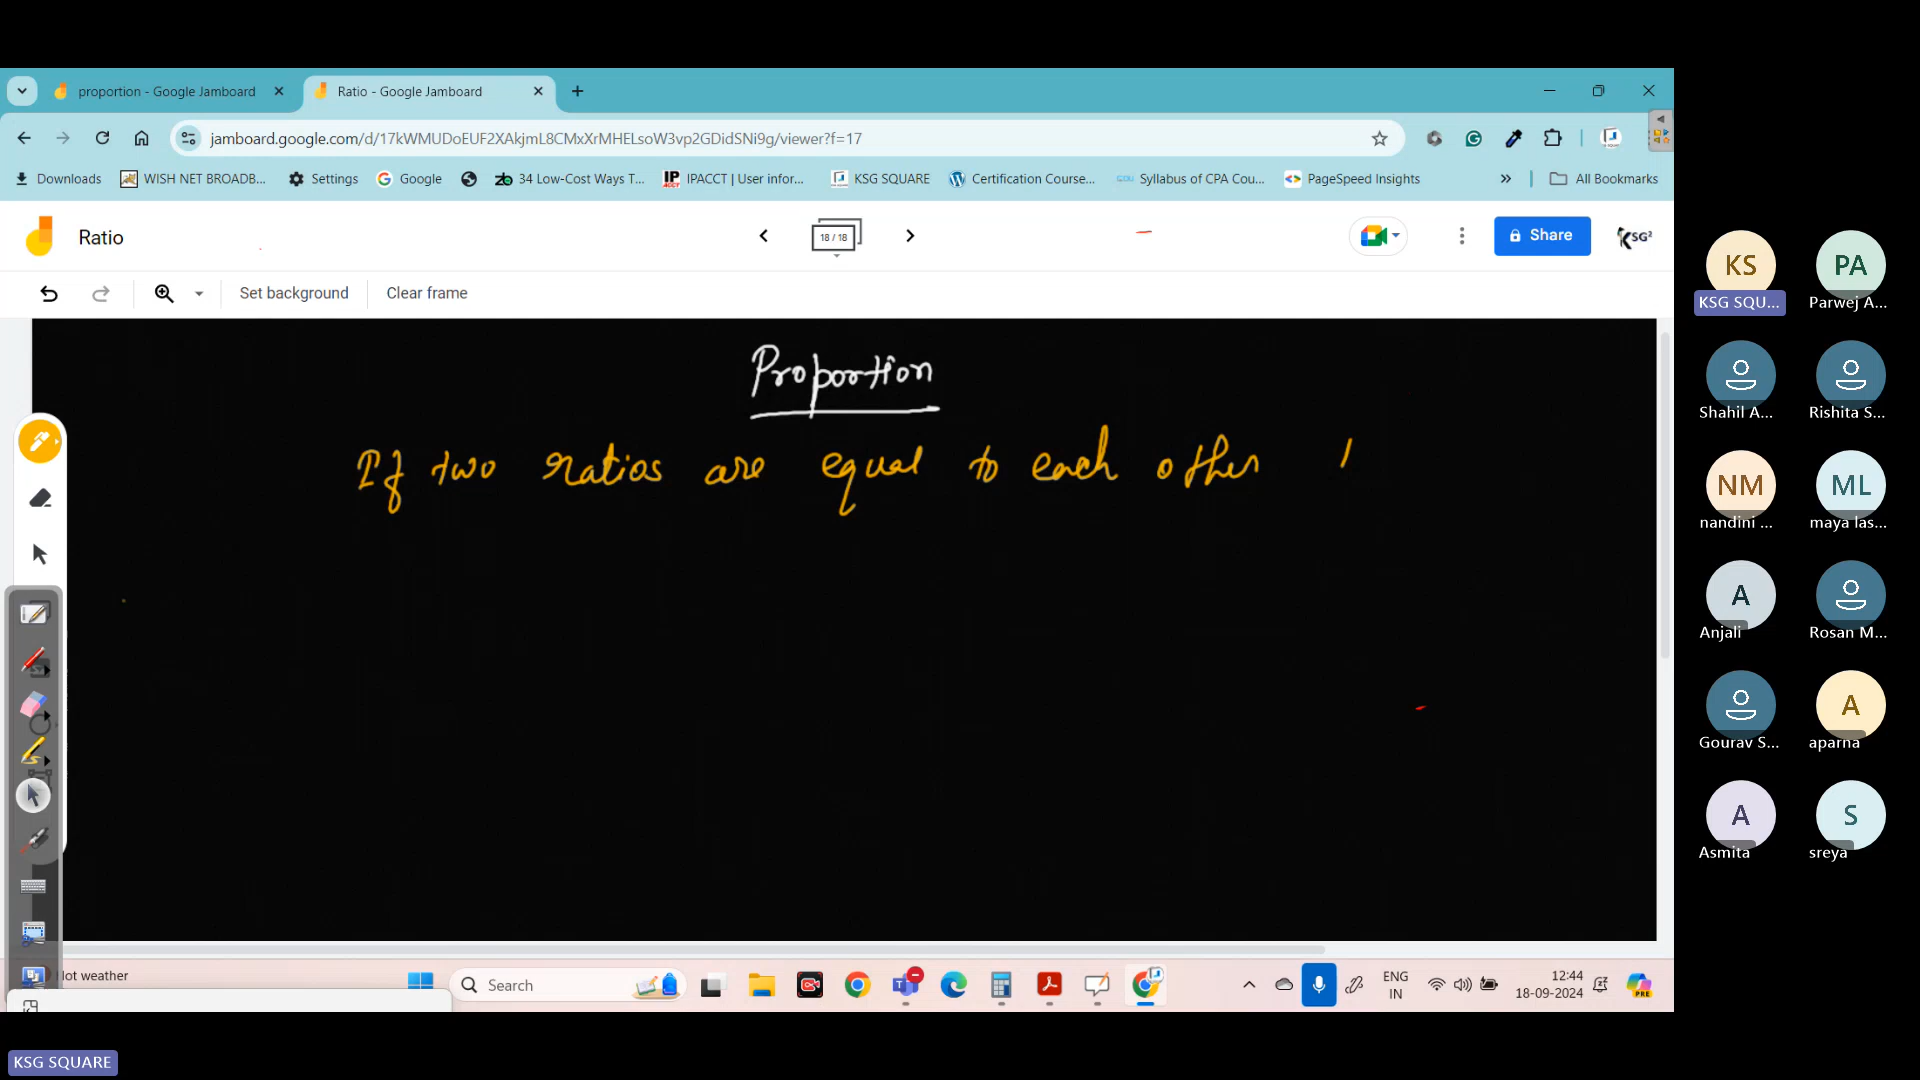 proportion - Google Jamboard
Ratio - Google Jamboard
jamboard.google.com/d/17kWMUDoEUF2XAkjmL8CMxXrMHELsoW3vp2GDidSNi9g/viewer?f=17
Downloads WISH NET BROADB... Settings Google 34 Low-Cost Ways T... IPACCT | User infor... KSG SQUARE Certification Course... Syllabus of CPA Cou... PageSpeed Insights » All Bookmarks
Ratio 18 / 18 Share KSG²
Set background Clear frame
Proportion
If two ratios are equal to each other
KS PA
KSG SQU... Parwej A...
Shahil A... Rishita S...
NM ML
nandini ... maya las...
A
Anjali Rosan M...
A
Gourav S... aparna
A S
Asmita sreya
Hot weather
Search
ENG
IN
12:44
18-09-2024
PRE
KSG SQUARE